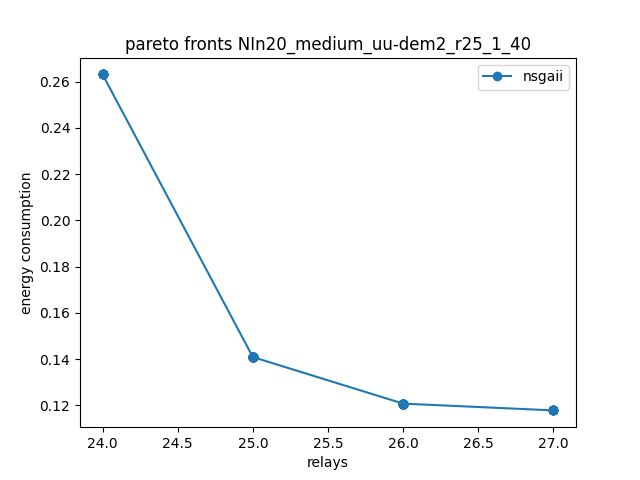 pareto fronts NIn20_medium_uu-dem2_r25_1_40
nsgaii
0.26
0.24
0.22
0.20
0.18
0.16
0.14
0.12
energy consumption
24.0 24.5 25.0 25.5 26.0 26.5 27.0
relays